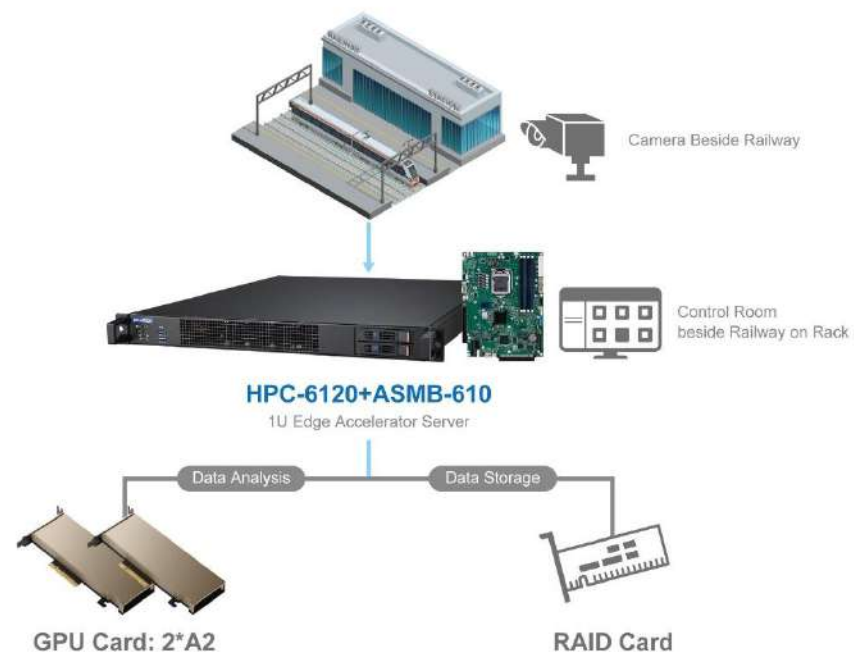 Camera Beside Railway
Control Room
beside Railway on Rack
HPC-6120+ASMB-610
1U Edge Accelerator Server
Data Analysis
Data Storage
GPU Card: 2*A2
RAID Card